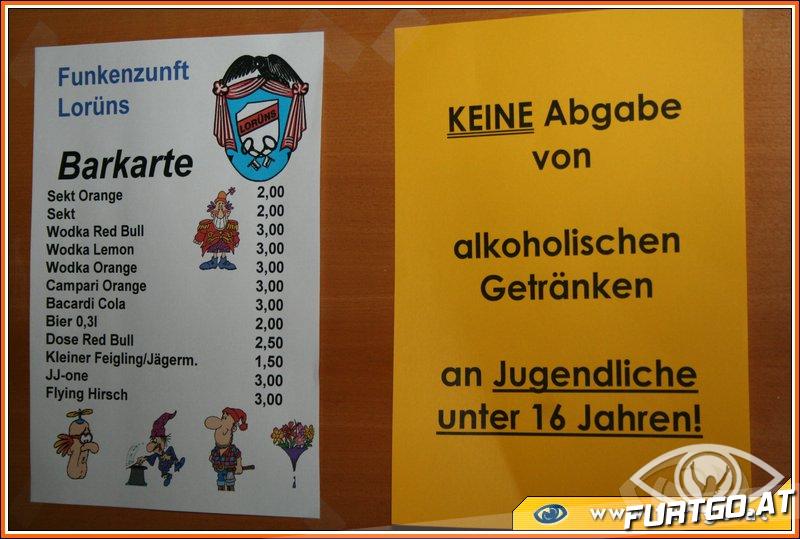 Funkenzunft
Lorüns
LORÜNS
Barkarte
Sekt Orange 2,00
Sekt 2,00
Wodka Red Bull 3,00
Wodka Lemon 3,00
Wodka Orange 3,00
Campari Orange 3,00
Bacardi Cola 3,00
Bier 0,3l 2,00
Dose Red Bull 2,50
Kleiner Feigling/Jägerm. 1,50
JJ-one 3,00
Flying Hirsch 3,00
KEINE Abgabe
von
alkoholischen
Getränken
an Jugendliche
unter 16 Jahren!
FURTGO.AT